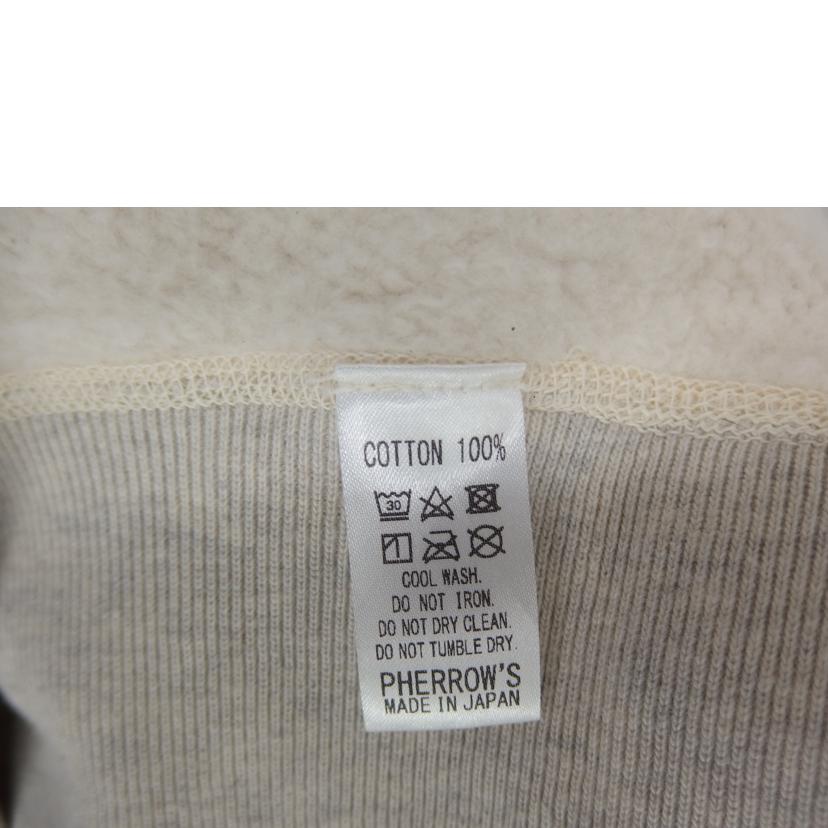 COTTON 100%
30
COOL WASH.
DO NOT IRON.
DO NOT DRY CLEAN.
DO NOT TUMBLE DRY.
PHERROW'S
MADE IN JAPAN